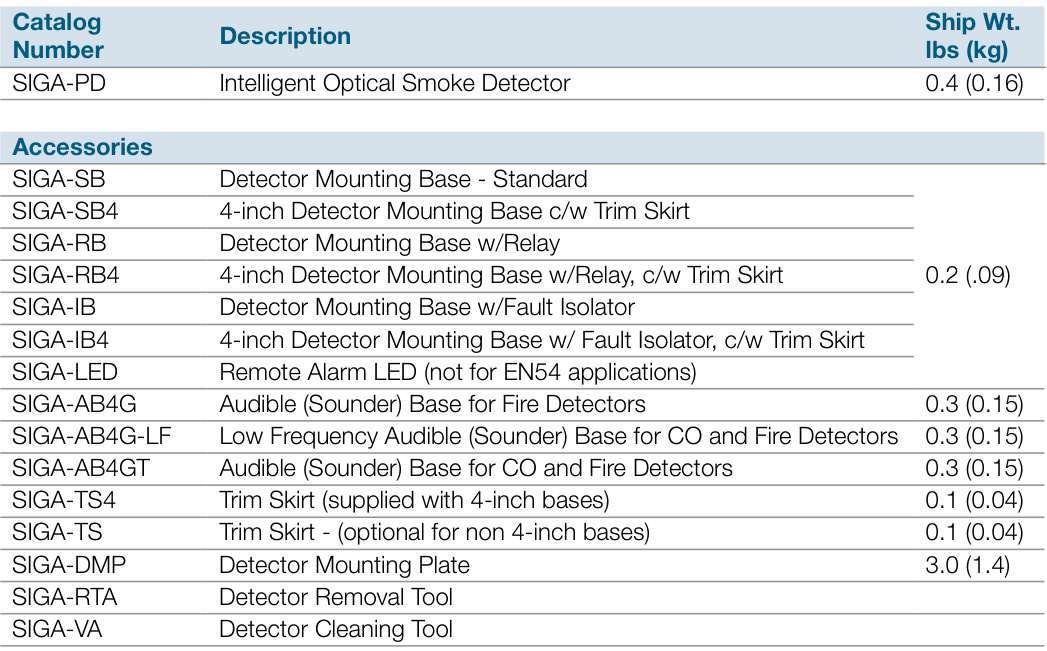 Catalog Number Description Ship Wt. lbs (kg)
SIGA-PD Intelligent Optical Smoke Detector 0.4 (0.16)
Accessories
SIGA-SB Detector Mounting Base - Standard
SIGA-SB4 4-inch Detector Mounting Base c/w Trim Skirt
SIGA-RB Detector Mounting Base w/Relay
SIGA-RB4 4-inch Detector Mounting Base w/Relay, c/w Trim Skirt 0.2 (.09)
SIGA-IB Detector Mounting Base w/Fault Isolator
SIGA-IB4 4-inch Detector Mounting Base w/ Fault Isolator, c/w Trim Skirt
SIGA-LED Remote Alarm LED (not for EN54 applications)
SIGA-AB4G Audible (Sounder) Base for Fire Detectors 0.3 (0.15)
SIGA-AB4G-LF Low Frequency Audible (Sounder) Base for CO and Fire Detectors 0.3 (0.15)
SIGA-AB4GT Audible (Sounder) Base for CO and Fire Detectors 0.3 (0.15)
SIGA-TS4 Trim Skirt (supplied with 4-inch bases) 0.1 (0.04)
SIGA-TS Trim Skirt - (optional for non 4-inch bases) 0.1 (0.04)
SIGA-DMP Detector Mounting Plate 3.0 (1.4)
SIGA-RTA Detector Removal Tool
SIGA-VA Detector Cleaning Tool